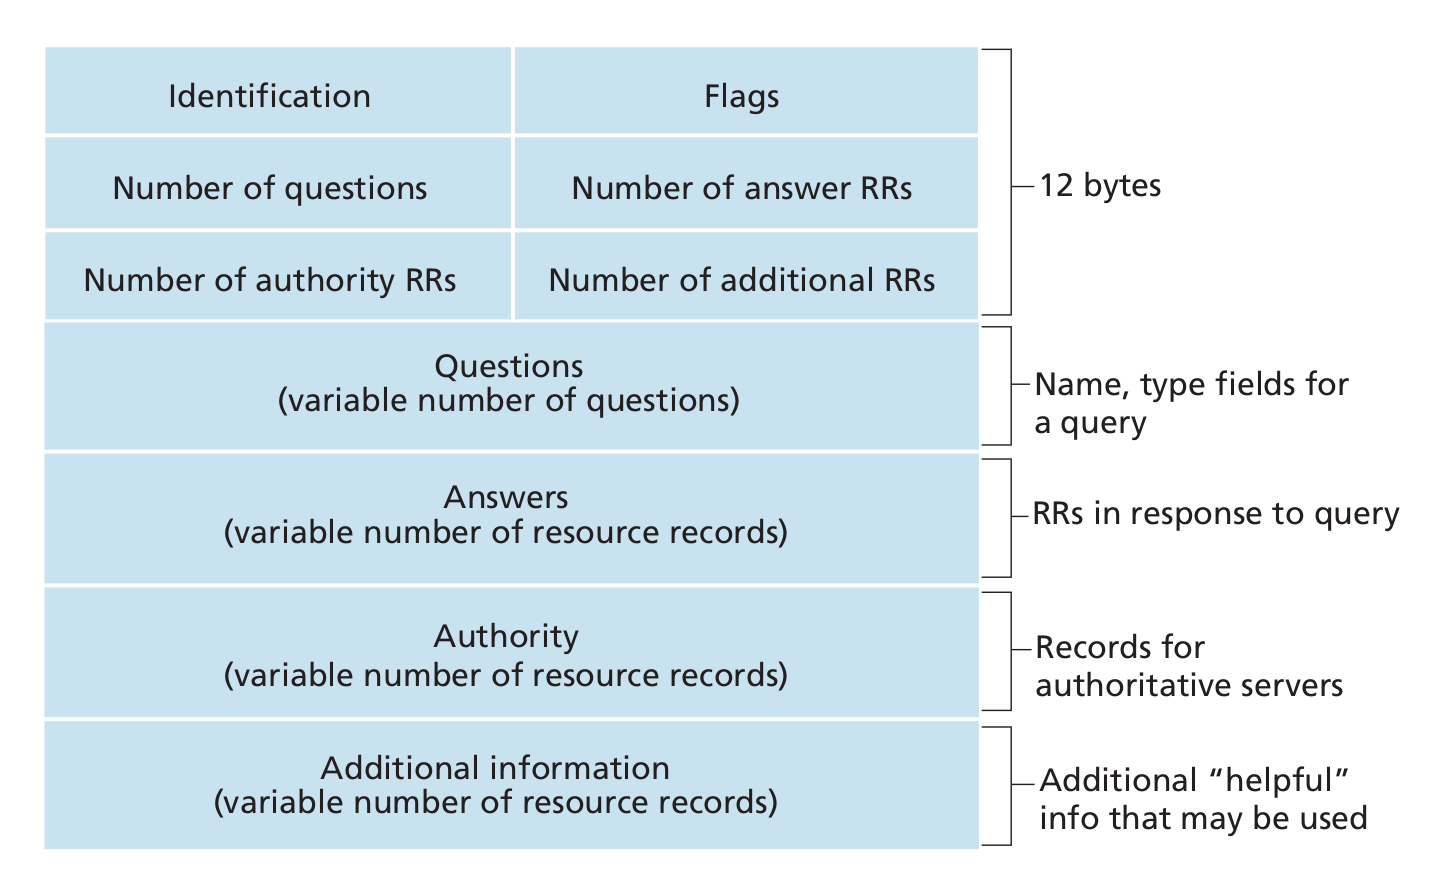 Identification
Flags
Number of questions
Number of answer RRs
12 bytes
Number of authority RRs
Number of additional RRs
Questions
(variable number of questions)
Name, type fields for
a query
Answers
(variable number of resource records)
RRs in response to query
Authority
(variable number of resource records)
Records for
authoritative servers
Additional information
(variable number of resource records)
Additional “helpful”
info that may be used